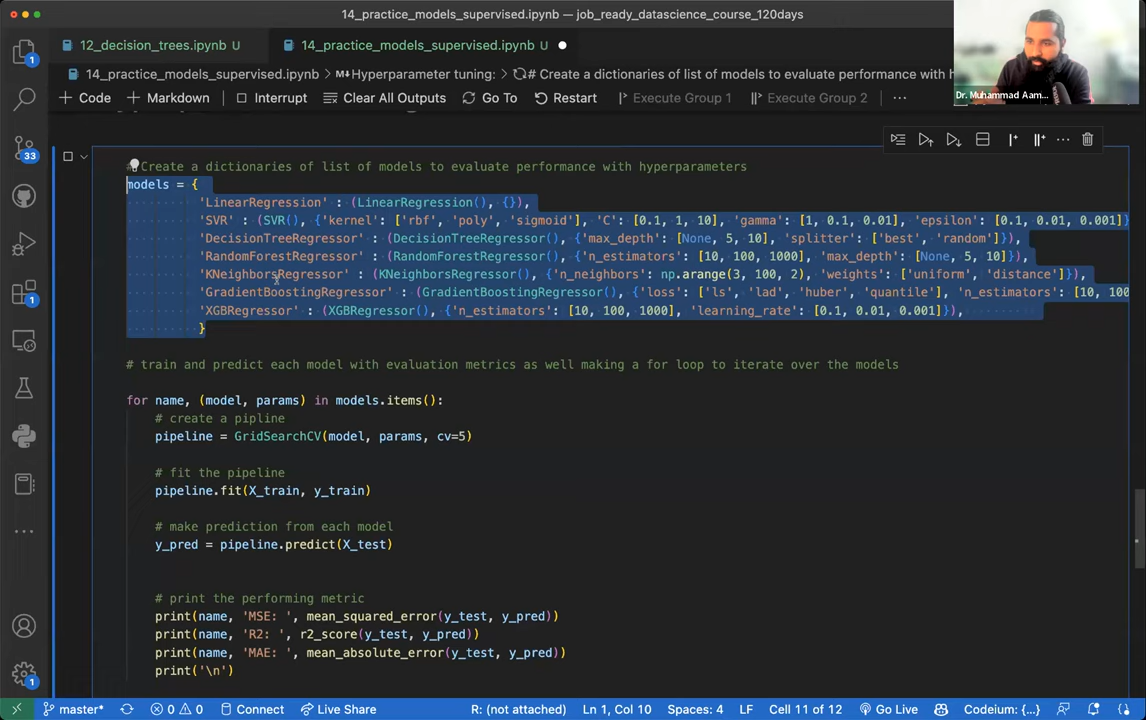 14_practice_models_supervised.ipynb — job_ready_datascience_course_120days
12_decision_trees.ipynb U
14_practice_models_supervised.ipynb U
14_practice_models_supervised.ipynb > M↓Hyperparameter tuning: > # Create a dictionaries of list of models to evaluate performance with h
+ Code + Markdown Interrupt Clear All Outputs Go To Restart Execute Group 1 Execute Group 2 ...
Dr. Muhammad Aam...
1
33
1
1
# Create a dictionaries of list of models to evaluate performance with hyperparameters
models = {
'LinearRegression' : (LinearRegression(), {}),
'SVR' : (SVR(), {'kernel': ['rbf', 'poly', 'sigmoid'], 'C': [0.1, 1, 10], 'gamma': [1, 0.1, 0.01], 'epsilon': [0.1, 0.01, 0.001]}
'DecisionTreeRegressor' : (DecisionTreeRegressor(), {'max_depth': [None, 5, 10], 'splitter': ['best', 'random']}),
'RandomForestRegressor' : (RandomForestRegressor(), {'n_estimators': [10, 100, 1000], 'max_depth': [None, 5, 10]}),
'KNeighborsRegressor' : (KNeighborsRegressor(), {'n_neighbors': np.arange(3, 100, 2), 'weights': ['uniform', 'distance']}),
'GradientBoostingRegressor' : (GradientBoostingRegressor(), {'loss': ['ls', 'lad', 'huber', 'quantile'], 'n_estimators': [10, 100
'XGBRegressor' : (XGBRegressor(), {'n_estimators': [10, 100, 1000], 'learning_rate': [0.1, 0.01, 0.001]}),
}
# train and predict each model with evaluation metrics as well making a for loop to iterate over the models
for name, (model, params) in models.items():
# create a pipline
pipeline = GridSearchCV(model, params, cv=5)
# fit the pipeline
pipeline.fit(X_train, y_train)
# make prediction from each model
y_pred = pipeline.predict(X_test)
# print the performing metric
print(name, 'MSE: ', mean_squared_error(y_test, y_pred))
print(name, 'R2: ', r2_score(y_test, y_pred))
print(name, 'MAE: ', mean_absolute_error(y_test, y_pred))
print('\n')
master* 0 0 Connect Live Share R: (not attached) Ln 1, Col 10 Spaces: 4 LF Cell 11 of 12 Go Live Codeium: {...}